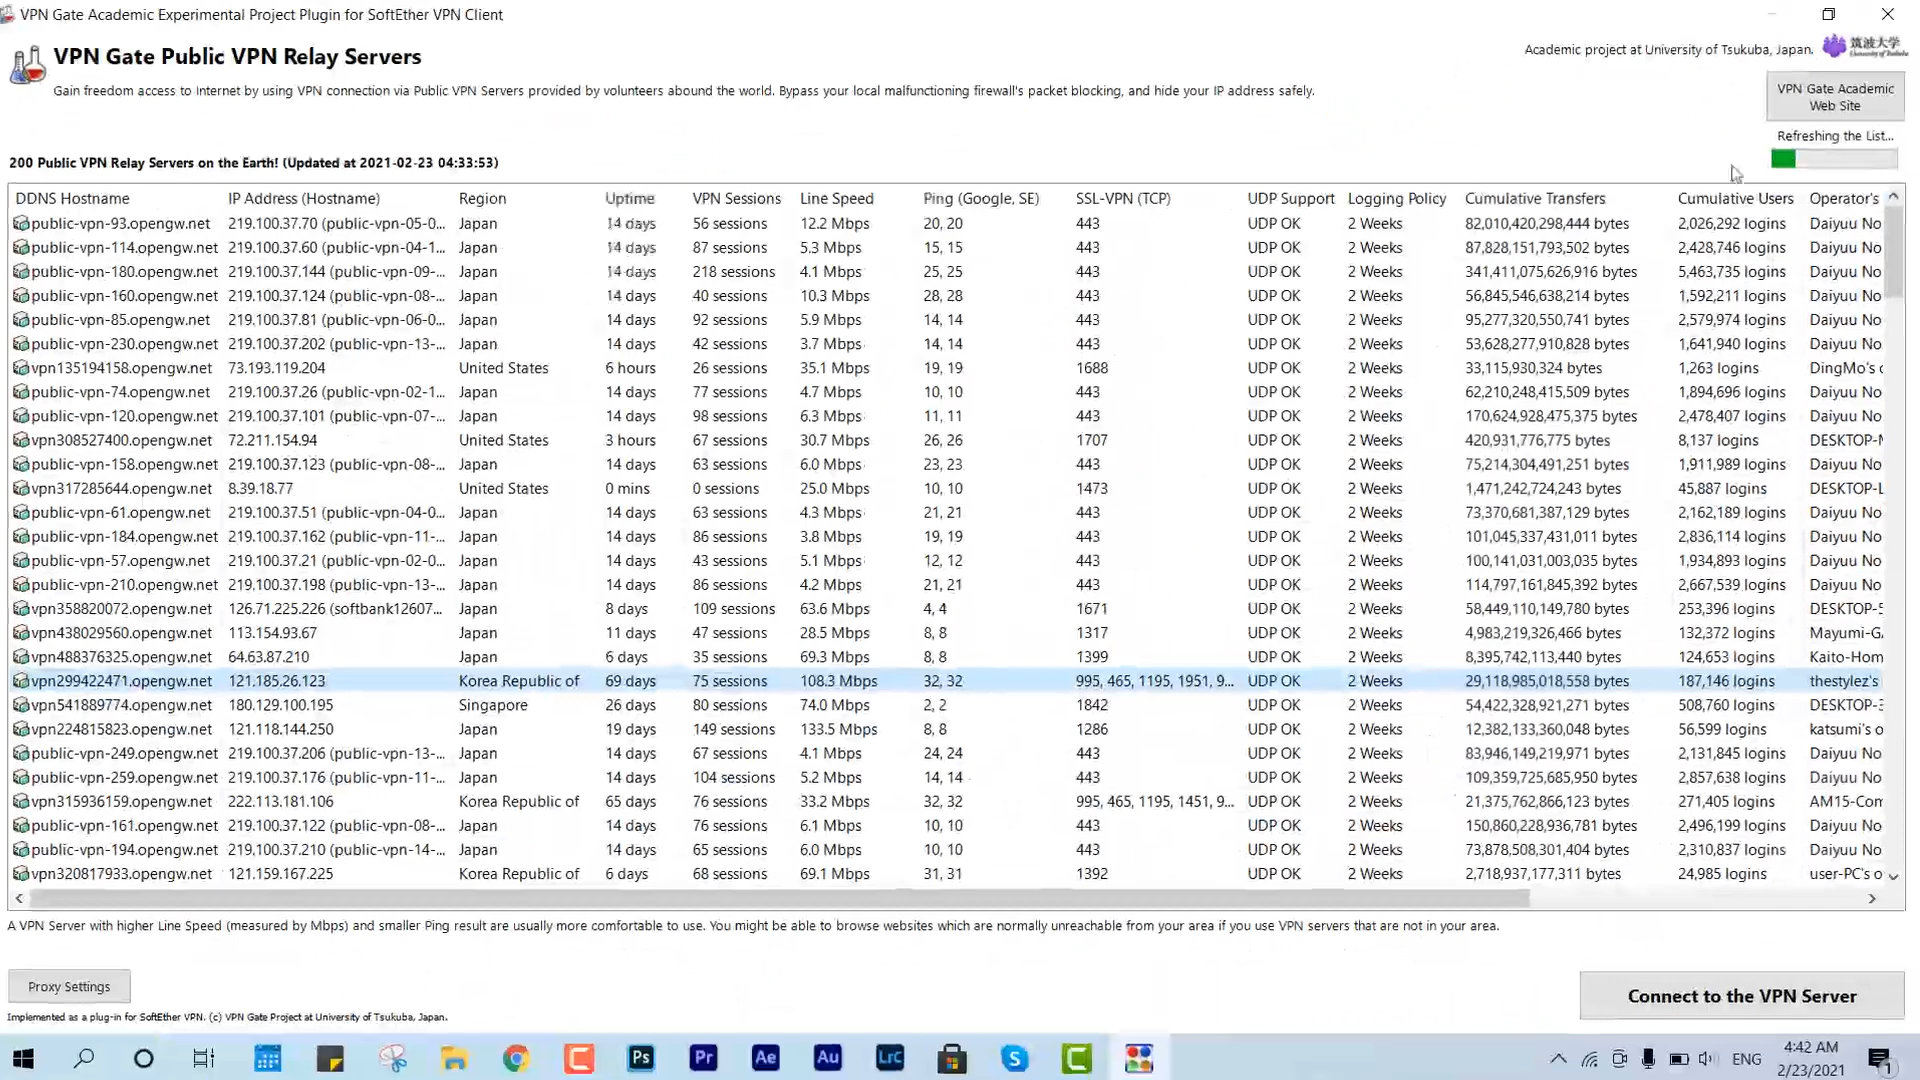 VPN Gate Academic Experimental Project Plugin for SoftEther VPN Client
VPN Gate Public VPN Relay Servers
Academic project at University of Tsukuba, Japan.
筑波大学
University of Tsukuba
Gain freedom access to Internet by using VPN connection via Public VPN Servers provided by volunteers abound the world. Bypass your local malfunctioning firewall's packet blocking, and hide your IP address safely.
VPN Gate Academic
Web Site
Refreshing the List...
200 Public VPN Relay Servers on the Earth! (Updated at 2021-02-23 04:33:53)
DDNS Hostname IP Address (Hostname) Region Uptime VPN Sessions Line Speed Ping (Google, SE) SSL-VPN (TCP) UDP Support Logging Policy Cumulative Transfers Cumulative Users Operator's
public-vpn-93.opengw.net 219.100.37.70 (public-vpn-05-0... Japan 14 days 56 sessions 12.2 Mbps 20, 20 443 UDP OK 2 Weeks 82,010,420,298,444 bytes 2,026,292 logins Daiyuu No
public-vpn-114.opengw.net 219.100.37.60 (public-vpn-04-1... Japan 14 days 87 sessions 5.3 Mbps 15, 15 443 UDP OK 2 Weeks 87,828,151,793,502 bytes 2,428,746 logins Daiyuu No
public-vpn-180.opengw.net 219.100.37.144 (public-vpn-09-... Japan 14 days 218 sessions 4.1 Mbps 25, 25 443 UDP OK 2 Weeks 341,411,075,626,916 bytes 5,463,735 logins Daiyuu No
public-vpn-160.opengw.net 219.100.37.124 (public-vpn-08-... Japan 14 days 40 sessions 10.3 Mbps 28, 28 443 UDP OK 2 Weeks 56,845,546,638,214 bytes 1,592,211 logins Daiyuu No
public-vpn-85.opengw.net 219.100.37.81 (public-vpn-06-0... Japan 14 days 92 sessions 5.9 Mbps 14, 14 443 UDP OK 2 Weeks 95,277,320,550,741 bytes 2,579,974 logins Daiyuu No
public-vpn-230.opengw.net 219.100.37.202 (public-vpn-13-... Japan 14 days 42 sessions 3.7 Mbps 14, 14 443 UDP OK 2 Weeks 53,628,277,910,828 bytes 1,641,940 logins Daiyuu No
vpn135194158.opengw.net 73.193.119.204 United States 6 hours 26 sessions 35.1 Mbps 19, 19 1688 UDP OK 2 Weeks 33,115,930,324 bytes 1,263 logins DingMo's c
public-vpn-74.opengw.net 219.100.37.26 (public-vpn-02-1... Japan 14 days 77 sessions 4.7 Mbps 10, 10 443 UDP OK 2 Weeks 62,210,248,415,509 bytes 1,894,696 logins Daiyuu No
public-vpn-120.opengw.net 219.100.37.101 (public-vpn-07-... Japan 14 days 98 sessions 6.3 Mbps 11, 11 443 UDP OK 2 Weeks 170,624,928,475,375 bytes 2,478,407 logins Daiyuu No
vpn308527400.opengw.net 72.211.154.94 United States 3 hours 67 sessions 30.7 Mbps 26, 26 1707 UDP OK 2 Weeks 420,931,776,775 bytes 8,137 logins DESKTOP-N
public-vpn-158.opengw.net 219.100.37.123 (public-vpn-08-... Japan 14 days 63 sessions 6.0 Mbps 23, 23 443 UDP OK 2 Weeks 75,214,304,491,251 bytes 1,911,989 logins Daiyuu No
vpn317285644.opengw.net 8.39.18.77 United States 0 mins 0 sessions 25.0 Mbps 10, 10 1473 UDP OK 2 Weeks 1,471,242,724,243 bytes 45,887 logins DESKTOP-L
public-vpn-61.opengw.net 219.100.37.51 (public-vpn-04-0... Japan 14 days 63 sessions 4.3 Mbps 21, 21 443 UDP OK 2 Weeks 73,370,681,387,129 bytes 2,162,189 logins Daiyuu No
public-vpn-184.opengw.net 219.100.37.162 (public-vpn-11-... Japan 14 days 86 sessions 3.8 Mbps 19, 19 443 UDP OK 2 Weeks 101,045,337,431,011 bytes 2,836,114 logins Daiyuu No
public-vpn-57.opengw.net 219.100.37.21 (public-vpn-02-0... Japan 14 days 43 sessions 5.1 Mbps 12, 12 443 UDP OK 2 Weeks 100,141,031,003,035 bytes 1,934,893 logins Daiyuu No
public-vpn-210.opengw.net 219.100.37.198 (public-vpn-13-... Japan 14 days 86 sessions 4.2 Mbps 21, 21 443 UDP OK 2 Weeks 114,797,161,845,392 bytes 2,667,539 logins Daiyuu No
vpn358820072.opengw.net 126.71.225.226 (softbank12607... Japan 8 days 109 sessions 63.6 Mbps 4, 4 1671 UDP OK 2 Weeks 58,449,110,149,780 bytes 253,396 logins DESKTOP-5
vpn438029560.opengw.net 113.154.93.67 Japan 11 days 47 sessions 28.5 Mbps 8, 8 1317 UDP OK 2 Weeks 4,983,219,326,466 bytes 132,372 logins Mayumi-GA
vpn488376325.opengw.net 64.63.87.210 Japan 6 days 35 sessions 69.3 Mbps 8, 8 1399 UDP OK 2 Weeks 8,395,742,113,440 bytes 124,653 logins Kaito-Hom
vpn299422471.opengw.net 121.185.26.123 Korea Republic of 69 days 75 sessions 108.3 Mbps 32, 32 995, 465, 1195, 1951, 9... UDP OK 2 Weeks 29,118,985,018,558 bytes 187,146 logins thestylez's
vpn541889774.opengw.net 180.129.100.195 Singapore 26 days 80 sessions 74.0 Mbps 2, 2 1842 UDP OK 2 Weeks 54,422,328,921,271 bytes 508,760 logins DESKTOP-3
vpn224815823.opengw.net 121.118.144.250 Japan 19 days 149 sessions 133.5 Mbps 8, 8 1286 UDP OK 2 Weeks 12,382,133,360,048 bytes 56,599 logins katsumi's o
public-vpn-249.opengw.net 219.100.37.206 (public-vpn-13-... Japan 14 days 67 sessions 4.1 Mbps 24, 24 443 UDP OK 2 Weeks 83,946,149,219,971 bytes 2,131,845 logins Daiyuu No
public-vpn-259.opengw.net 219.100.37.176 (public-vpn-11-... Japan 14 days 104 sessions 5.2 Mbps 14, 14 443 UDP OK 2 Weeks 109,359,725,685,950 bytes 2,857,638 logins Daiyuu No
vpn315936159.opengw.net 222.113.181.106 Korea Republic of 65 days 76 sessions 33.2 Mbps 32, 32 995, 465, 1195, 1451, 9... UDP OK 2 Weeks 21,375,762,866,123 bytes 271,405 logins AM15-Com
public-vpn-161.opengw.net 219.100.37.122 (public-vpn-08-... Japan 14 days 76 sessions 6.1 Mbps 10, 10 443 UDP OK 2 Weeks 150,860,228,936,781 bytes 2,496,199 logins Daiyuu No
public-vpn-194.opengw.net 219.100.37.210 (public-vpn-14-... Japan 14 days 65 sessions 6.0 Mbps 10, 10 443 UDP OK 2 Weeks 73,878,508,301,404 bytes 2,310,837 logins Daiyuu No
vpn320817933.opengw.net 121.159.167.225 Korea Republic of 6 days 68 sessions 69.1 Mbps 31, 31 1392 UDP OK 2 Weeks 2,718,937,177,311 bytes 24,985 logins user-PC's o
A VPN Server with higher Line Speed (measured by Mbps) and smaller Ping result are usually more comfortable to use. You might be able to browse websites which are normally unreachable from your area if you use VPN servers that are not in your area.
Proxy Settings
Connect to the VPN Server
Implemented as a plug-in for SoftEther VPN. (c) VPN Gate Project at University of Tsukuba, Japan.
Ps Pr Ae Au LrC ENG
4:42 AM
2/23/2021
1